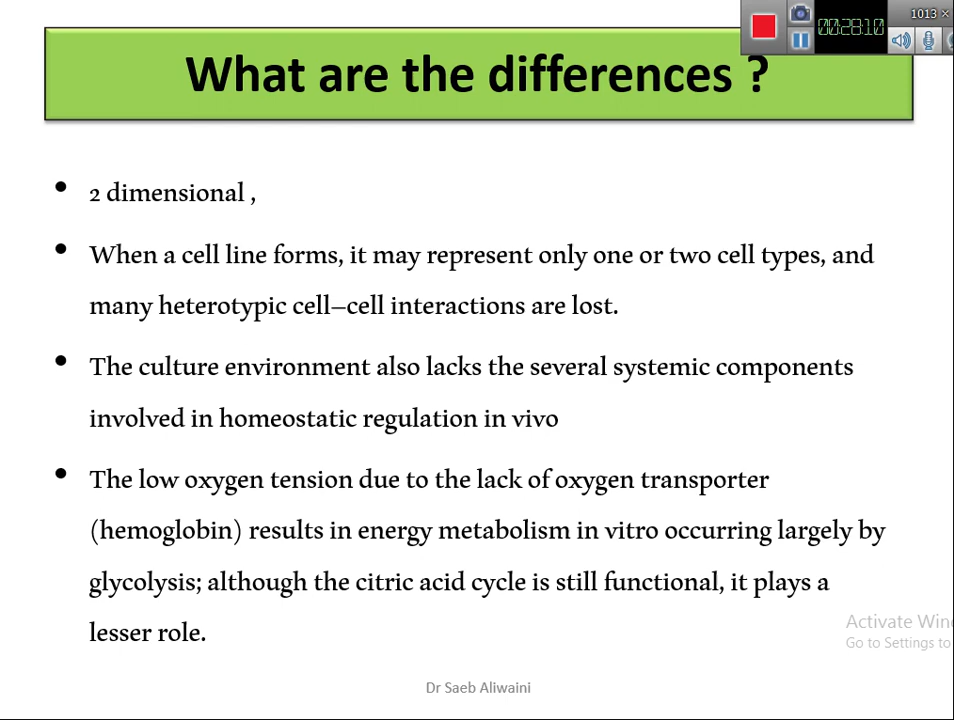 1013 ×
00:28:10
What are the differences ?
• 2 dimensional ,
• When a cell line forms, it may represent only one or two cell types, and
many heterotypic cell–cell interactions are lost.
• The culture environment also lacks the several systemic components
involved in homeostatic regulation in vivo
• The low oxygen tension due to the lack of oxygen transporter
(hemoglobin) results in energy metabolism in vitro occurring largely by
glycolysis; although the citric acid cycle is still functional, it plays a
lesser role.
Activate Win
Go to Settings to
Dr Saeb Aliwaini